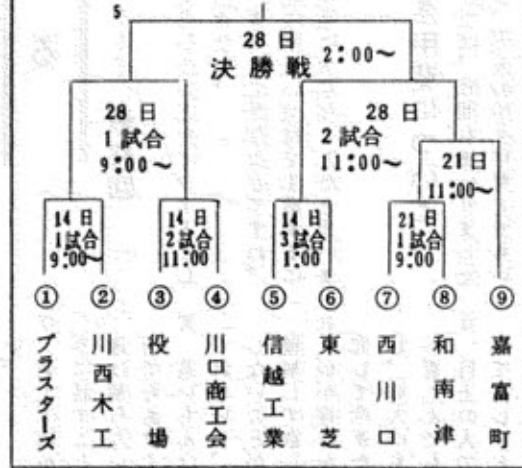 5
28日
決勝戦 2:00〜
28日
1試合
9:00〜
28日
2試合
11:00〜
21日
11:00〜
14日
1試合
9:00〜
14日
2試合
11:00
14日
3試合
1:00
21日
1試合
9:00
① ② ③ ④ ⑤ ⑥ ⑦ ⑧ ⑨
ブラスターズ
川西木工
役場
川口商工会
信越工業
東芝
西川口
和南津
嘉富町